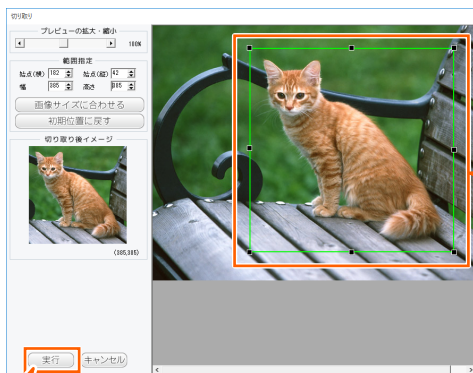 切り取り
プレビューの拡大・縮小
100%
範囲指定
始点(横) 182 始点(縦) 42
幅 385 高さ 385
画像サイズに合わせる
初期位置に戻す
切り取り後イメージ
(385,385)
実行 キャンセル